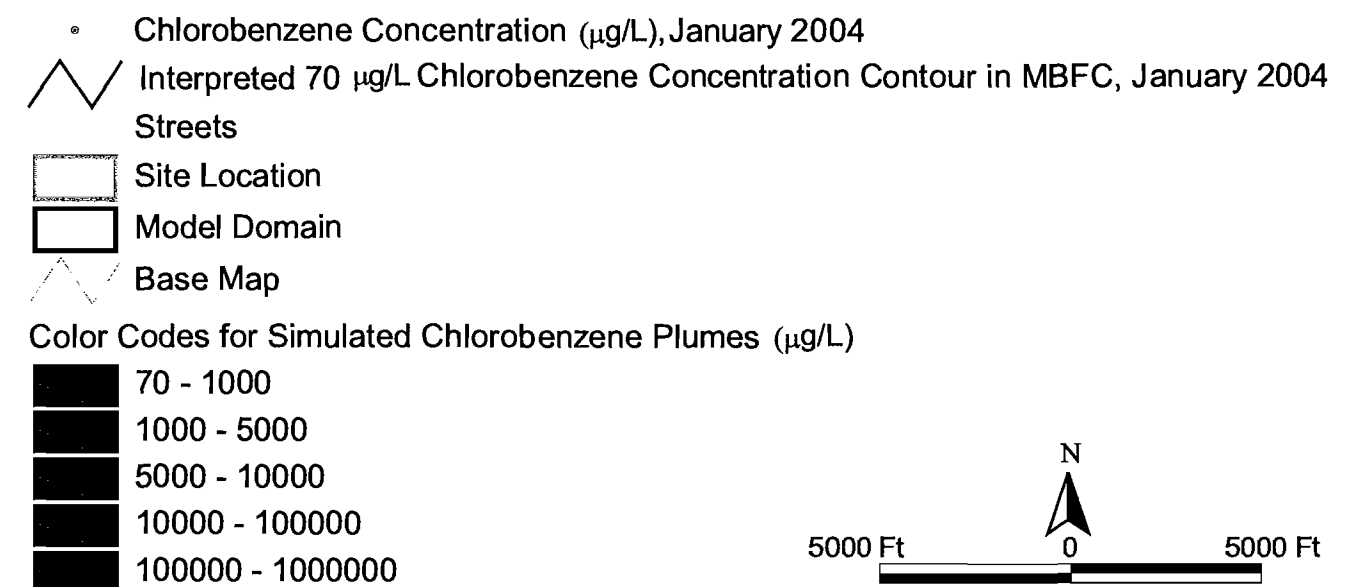 Chlorobenzene Concentration (µg/L), January 2004
Interpreted 70 µg/L Chlorobenzene Concentration Contour in MBFC, January 2004
Streets
Site Location
Model Domain
Base Map
Color Codes for Simulated Chlorobenzene Plumes (µg/L)
70 - 1000
1000 - 5000
5000 - 10000
10000 - 100000
100000 - 1000000
N
5000 Ft 0 5000 Ft